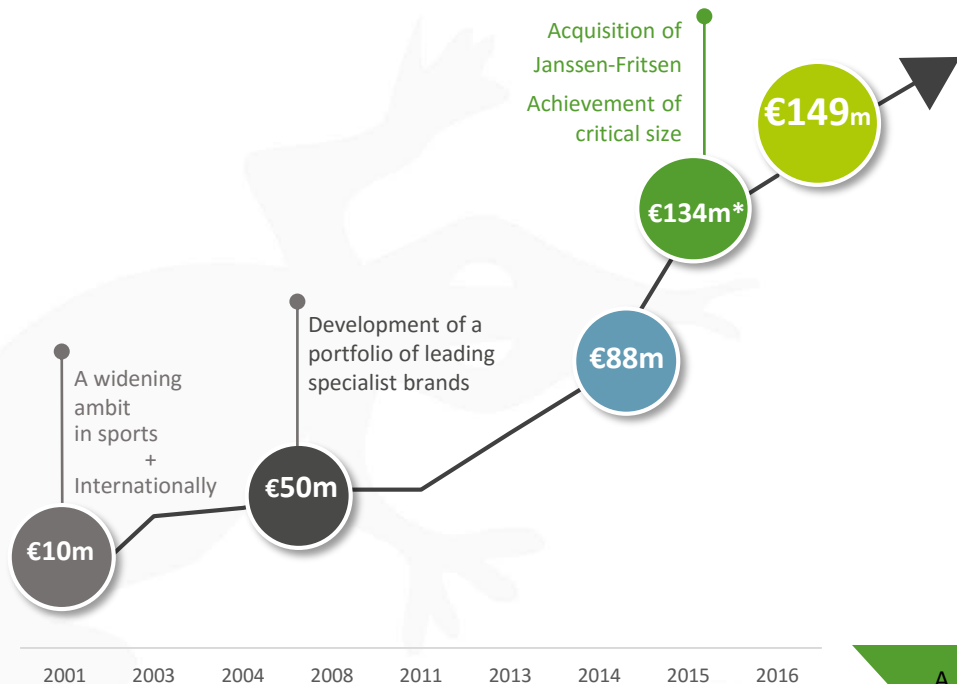 Acquisition of
Janssen-Fritsen
Achievement of
critical size
€149m
€134m*
Development of a
portfolio of leading
specialist brands
€88m
A widening
ambit
in sports
+
Internationally
€50m
€10m
2001 2003 2004 2008 2011 2013 2014 2015 2016
A